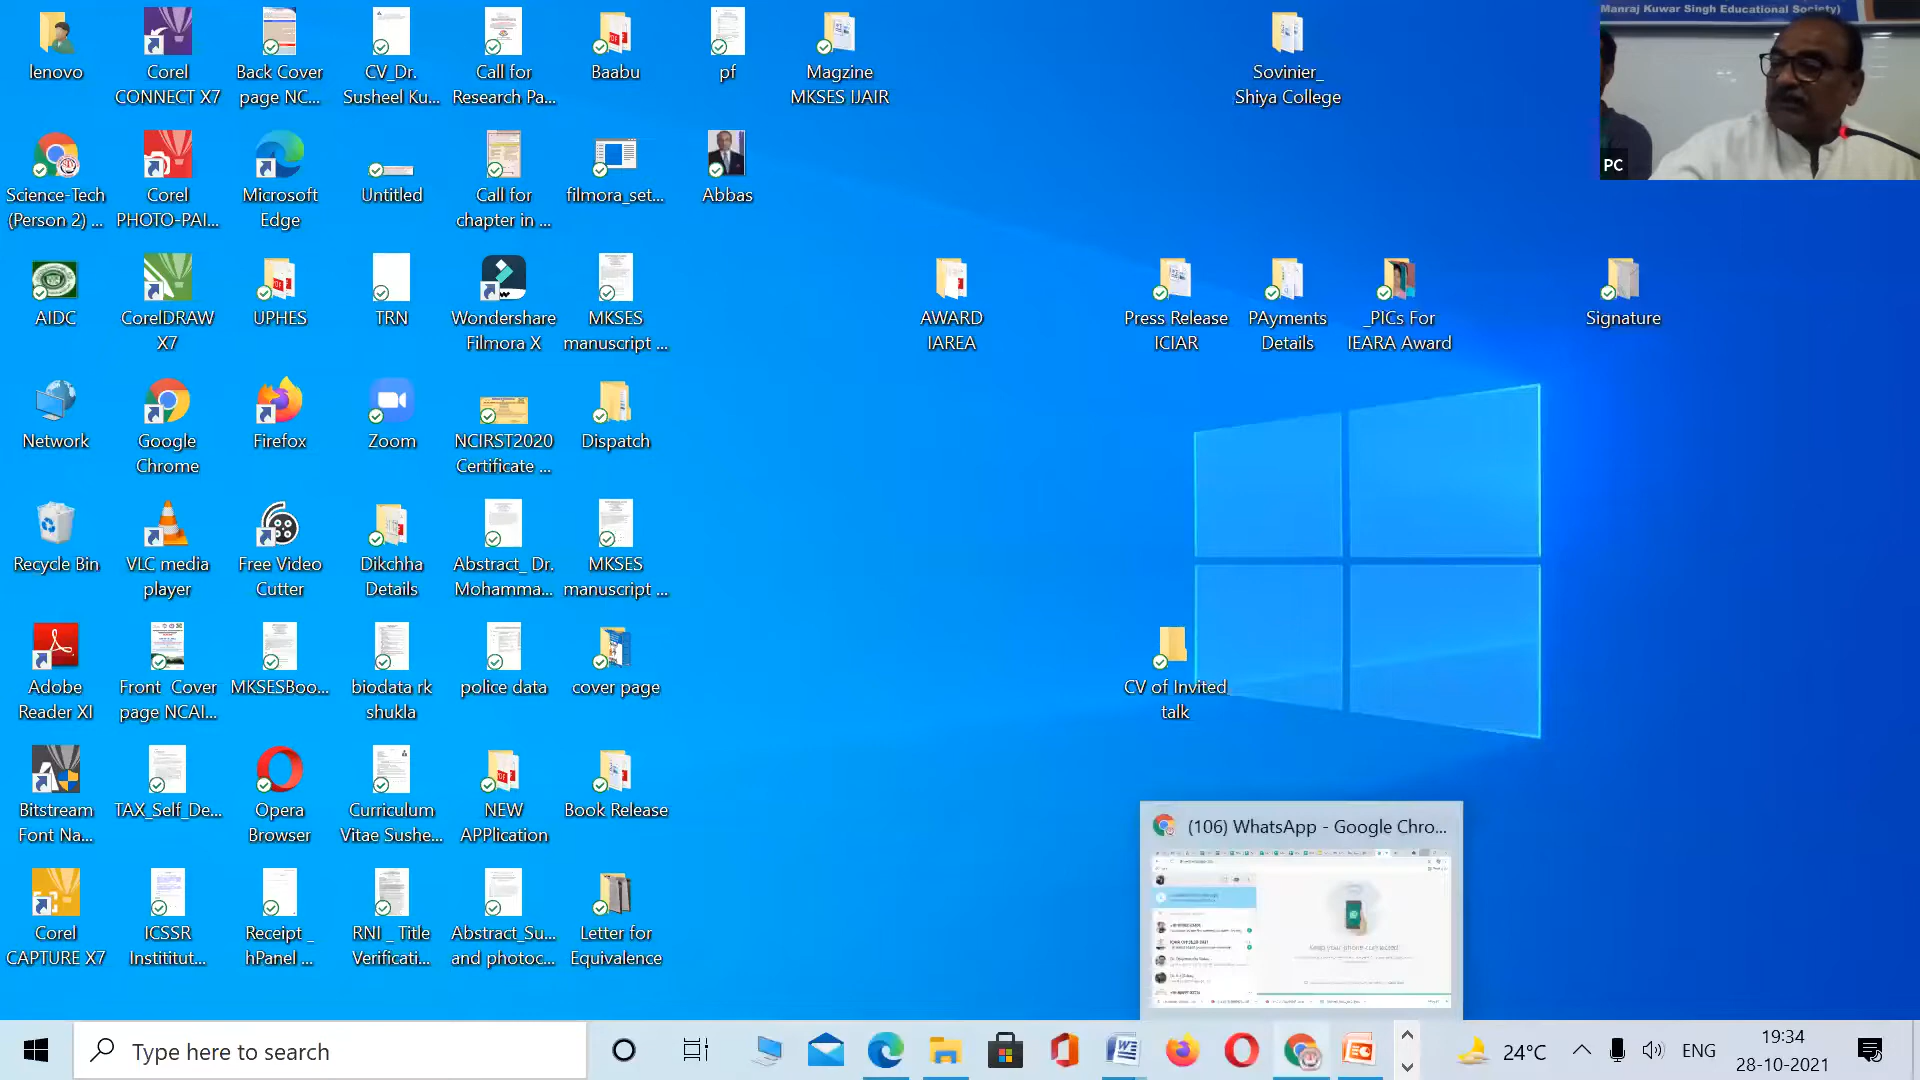 Manraj Kuwar Singh Educational Society)
PC
lenovo
Corel
CONNECT X7
Back Cover
page NC...
CV_Dr.
Susheel Ku...
Call for
Research Pa...
Baabu
pf
Magzine
MKSES IJAIR
Sovinier_
Shiya College
Science-Tech
(Person 2) ...
Corel
PHOTO-PAI...
Microsoft
Edge
Untitled
Call for
chapter in ...
filmora_set...
Abbas
AIDC
CorelDRAW
X7
UPHES
TRN
Wondershare
Filmora X
MKSES
manuscript ...
AWARD
IAREA
Press Release
ICIAR
PAyments
Details
_PICs For
IEARA Award
Signature
Network
Google
Chrome
Firefox
Zoom
NCIRST2020
Certificate ...
Dispatch
Recycle Bin
VLC media
player
Free Video
Cutter
Dikchha
Details
Abstract_ Dr.
Mohamma...
MKSES
manuscript ...
Adobe
Reader XI
Front Cover
page NCAI...
MKSESBoo...
biodata rk
shukla
police data
cover page
CV of Invited
talk
Bitstream
Font Na...
TAX_Self_De...
Opera
Browser
Curriculum
Vitae Sushe...
NEW
APPlication
Book Release
Corel
CAPTURE X7
ICSSR
Instititut...
Receipt _
hPanel ...
RNI _ Title
Verificati...
Abstract_Su...
and photoc...
Letter for
Equivalence
(106) WhatsApp - Google Chro...
Keep your phone connected
Type here to search
24°C
ENG
19:34
28-10-2021